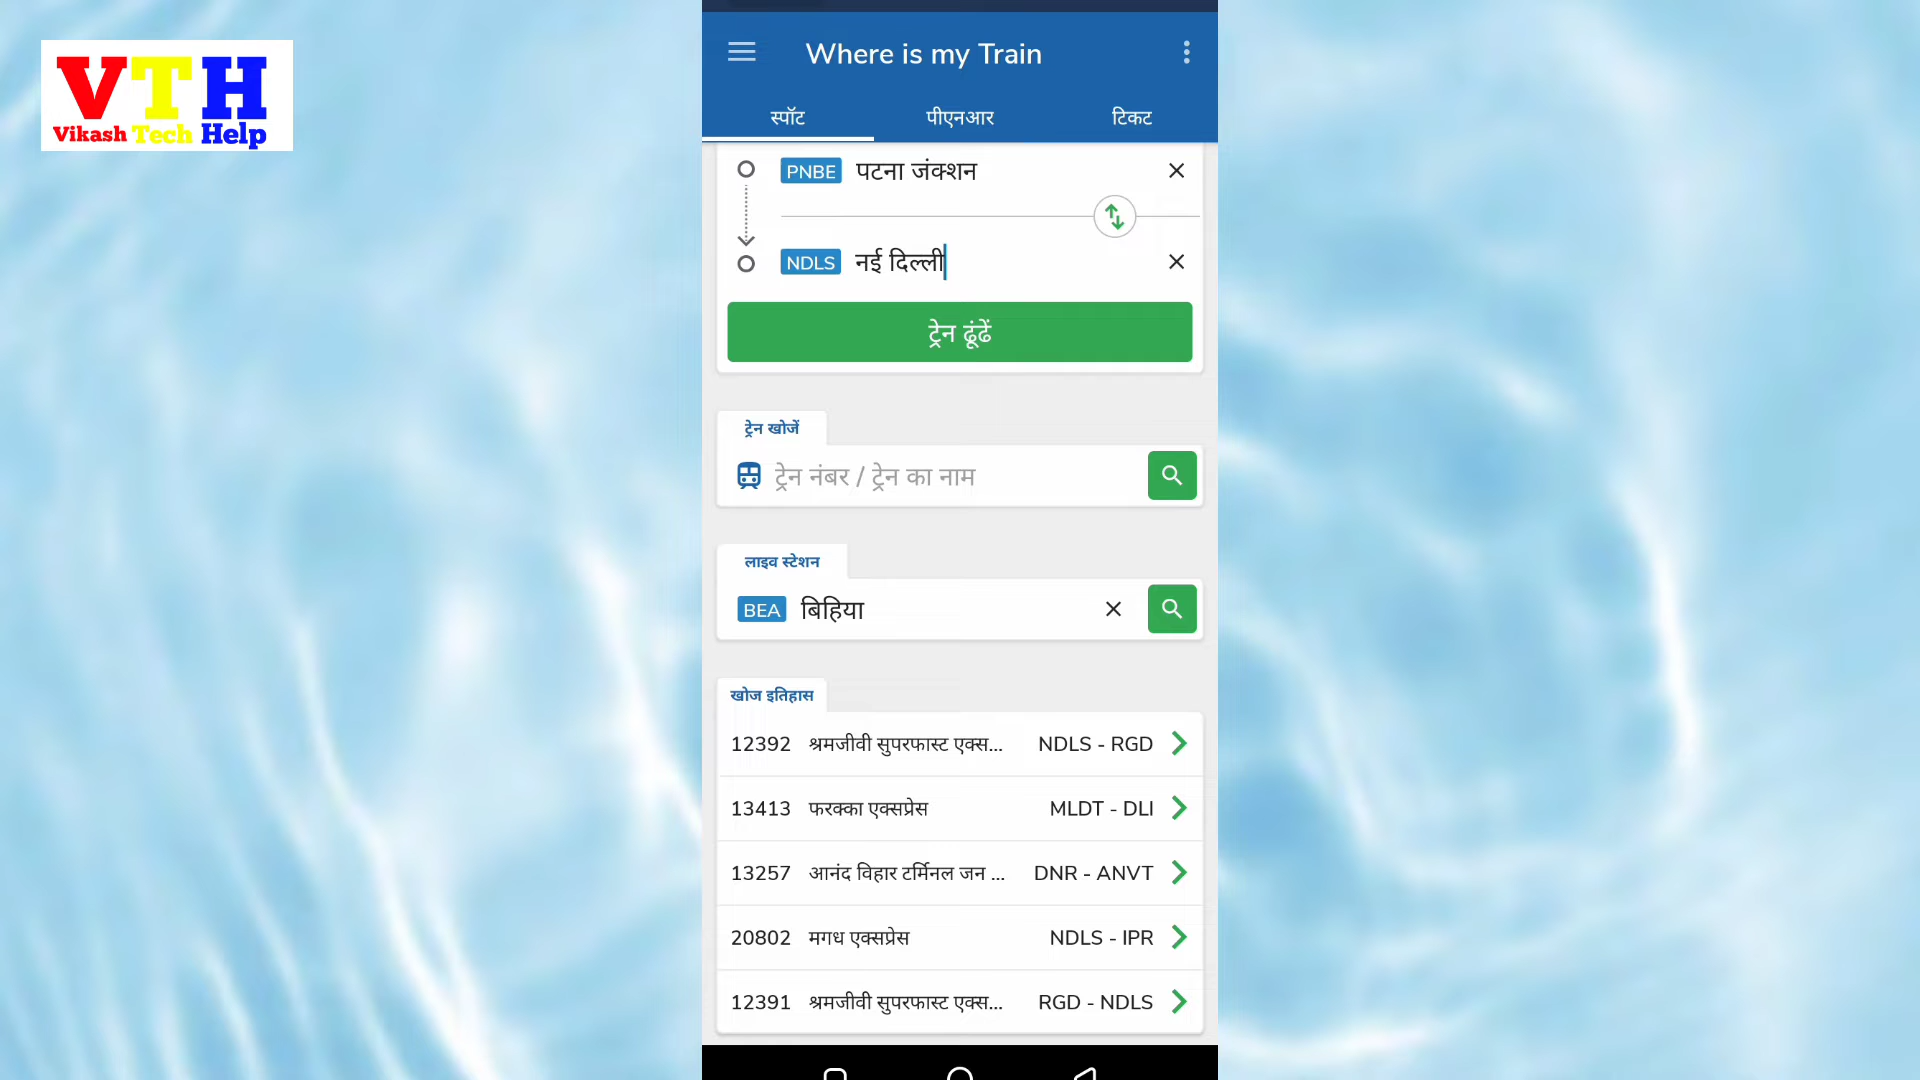 VTH
Vikash Tech Help
Where is my Train
स्पॉट पीएनआर टिकट
PNBE पटना जंक्शन
NDLS नई दिल्ली
ट्रेन ढूंढें
ट्रेन खोजें
ट्रेन नंबर / ट्रेन का नाम
लाइव स्टेशन
BEA बिहिया
खोज इतिहास
12392 श्रमजीवी सुपरफास्ट एक्स... NDLS - RGD
13413 फरक्का एक्सप्रेस MLDT - DLI
13257 आनंद विहार टर्मिनल जन ... DNR - ANVT
20802 मगध एक्सप्रेस NDLS - IPR
12391 श्रमजीवी सुपरफास्ट एक्स... RGD - NDLS